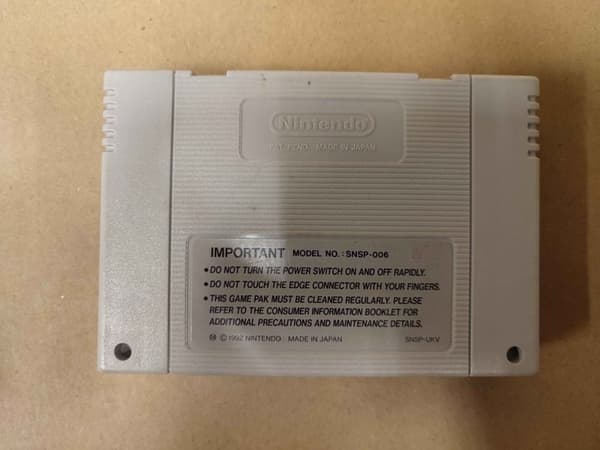 Nintendo
PAT. PEND. MADE IN JAPAN
IMPORTANT MODEL NO.: SNSP-006
• DO NOT TURN THE POWER SWITCH ON AND OFF RAPIDLY.
• DO NOT TOUCH THE EDGE CONNECTOR WITH YOUR FINGERS.
• THIS GAME PAK MUST BE CLEANED REGULARLY. PLEASE
REFER TO THE CONSUMER INFORMATION BOOKLET FOR
ADDITIONAL PRECAUTIONS AND MAINTENANCE DETAILS.
Ⓜ © 1992 NINTENDO MADE IN JAPAN SNSP-UKV